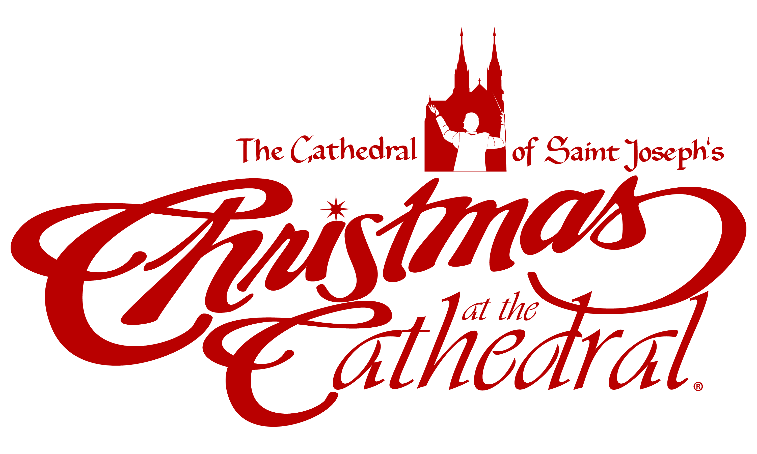 The Cathedral of Saint Joseph's
Christmas
at the
Cathedral®